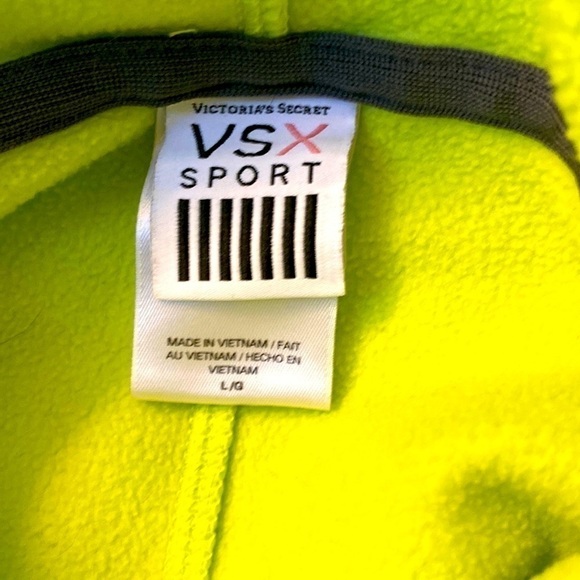 VICTORIA'S SECRET
VSX
SPORT
MADE IN VIETNAM / FAIT
AU VIETNAM / HECHO EN
VIETNAM
L/G